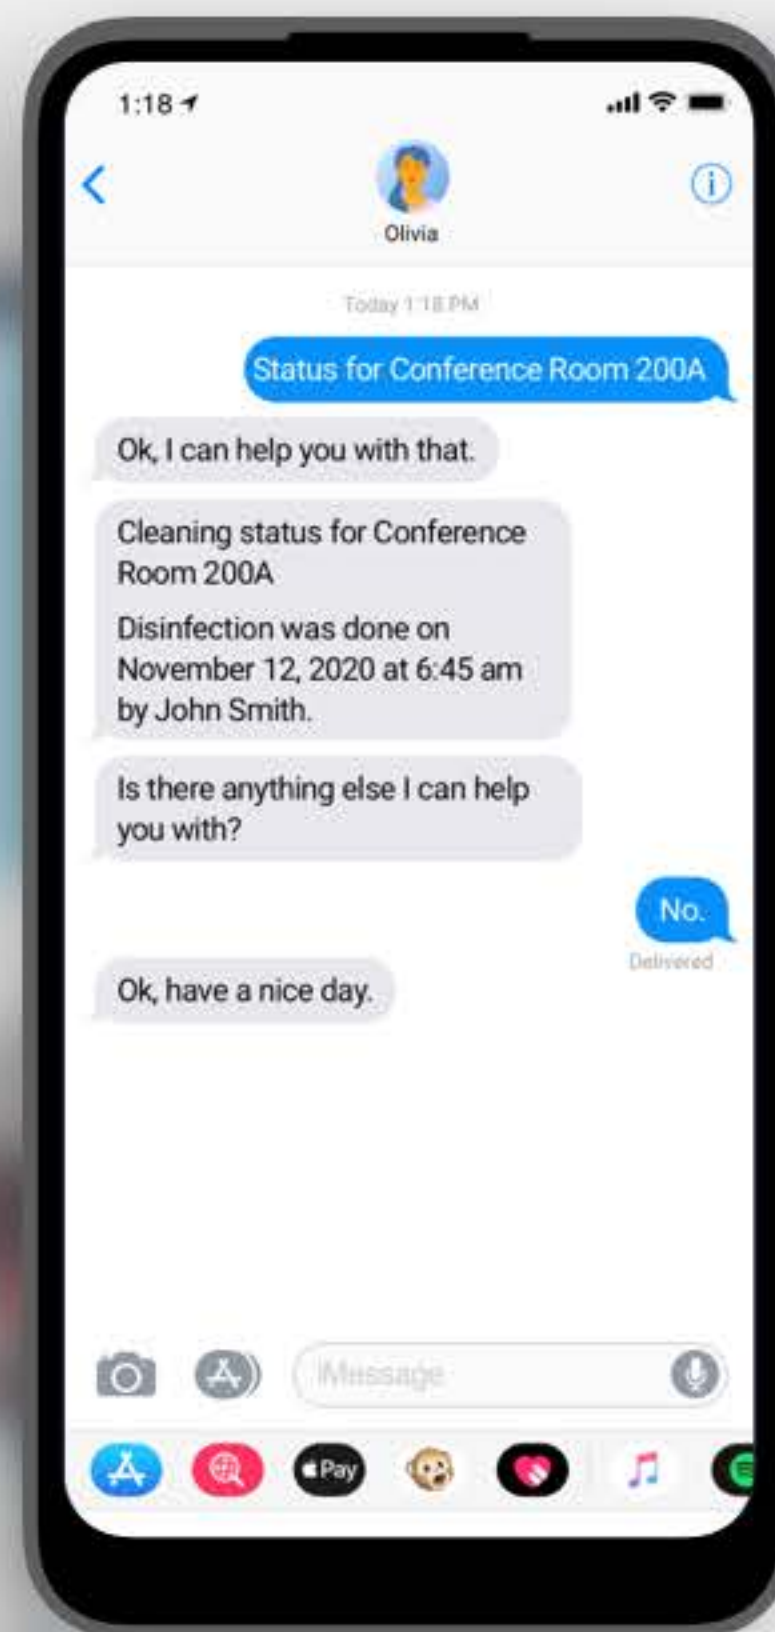 1:18
Olivia
Today 1:18 PM
Status for Conference Room 200A
Ok, I can help you with that.
Cleaning status for Conference
Room 200A
Disinfection was done on
November 12, 2020 at 6:45 am
by John Smith.
Is there anything else I can help
you with?
No.
Delivered
Ok, have a nice day.
iMessage
Pay